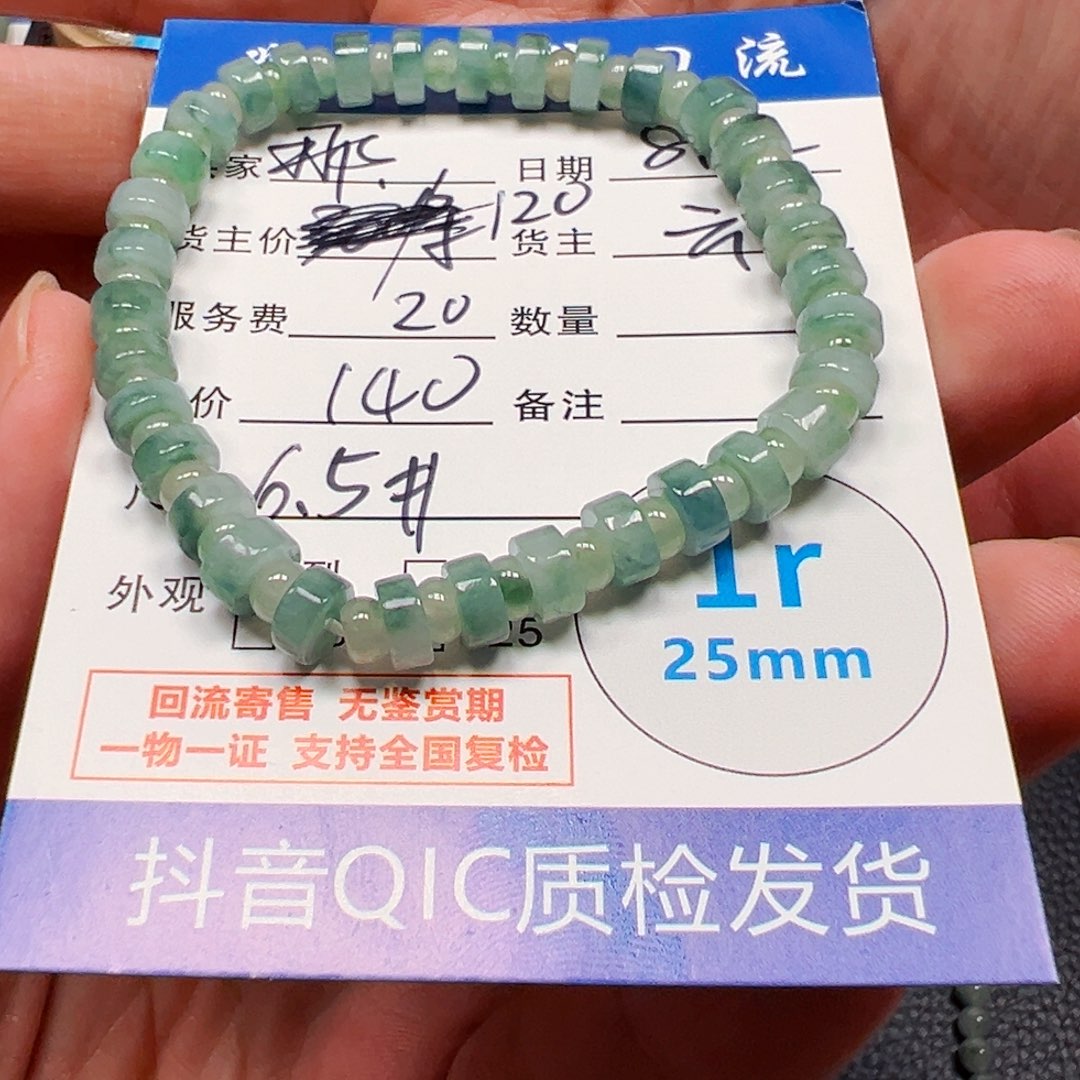 流
家 日期 8
货主价 120 货主 云
服务费 20 数量
价 140 备注
6.5#
外观
25
1r
25mm
回流寄售 无鉴赏期
一物一证 支持全国复检
抖音QIC质检发货